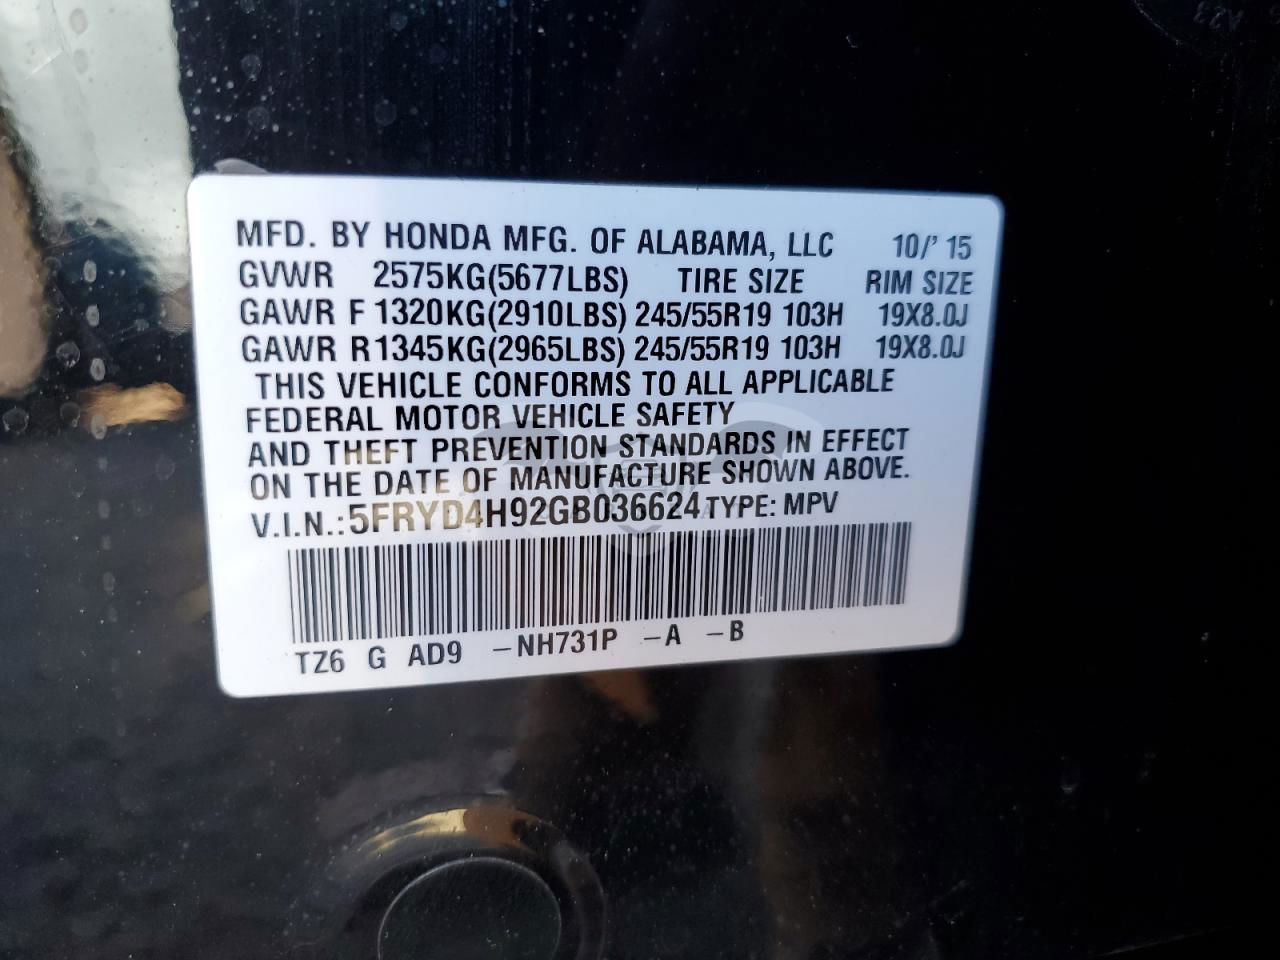 MFD. BY HONDA MFG. OF ALABAMA, LLC 10/' 15
GVWR 2575KG(5677LBS) TIRE SIZE RIM SIZE
GAWR F 1320KG(2910LBS) 245/55R19 103H 19X8.0J
GAWR R 1345KG(2965LBS) 245/55R19 103H 19X8.0J
THIS VEHICLE CONFORMS TO ALL APPLICABLE
FEDERAL MOTOR VEHICLE SAFETY
AND THEFT PREVENTION STANDARDS IN EFFECT
ON THE DATE OF MANUFACTURE SHOWN ABOVE.
V.I.N.: 5FRYD4H92GB036624 TYPE: MPV
TZ6 G AD9 -NH731P -A -B